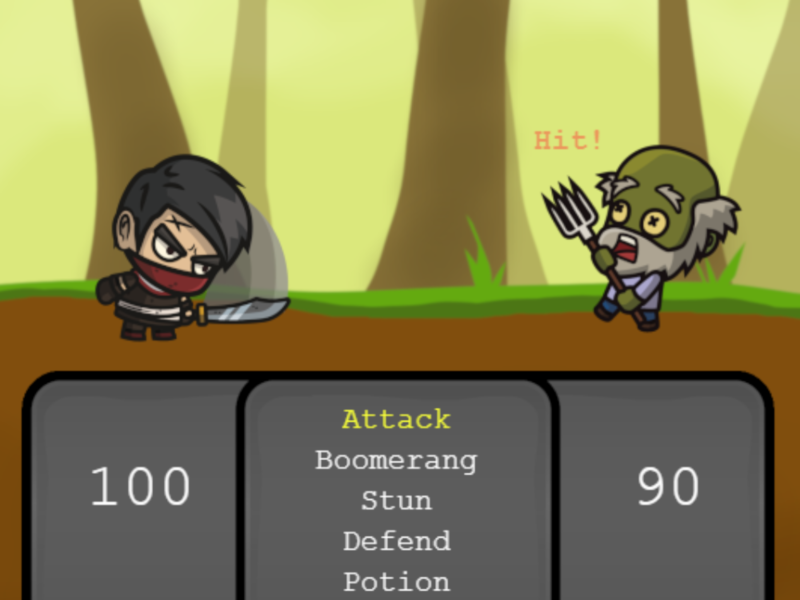 Hit!
100
Attack
Boomerang
Stun
Defend
Potion
90